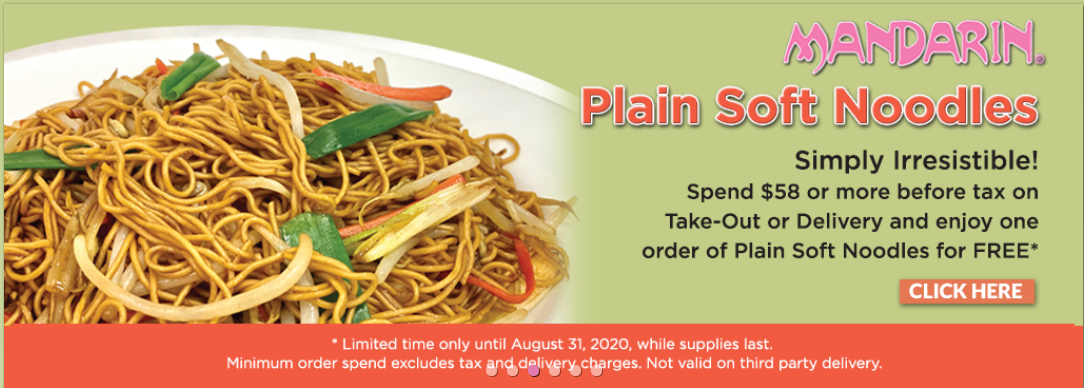 MANDARIN®
Plain Soft Noodles
Simply Irresistible!
Spend $58 or more before tax on
Take-Out or Delivery and enjoy one
order of Plain Soft Noodles for FREE*
CLICK HERE
* Limited time only until August 31, 2020, while supplies last.
Minimum order spend excludes tax and delivery charges. Not valid on third party delivery.